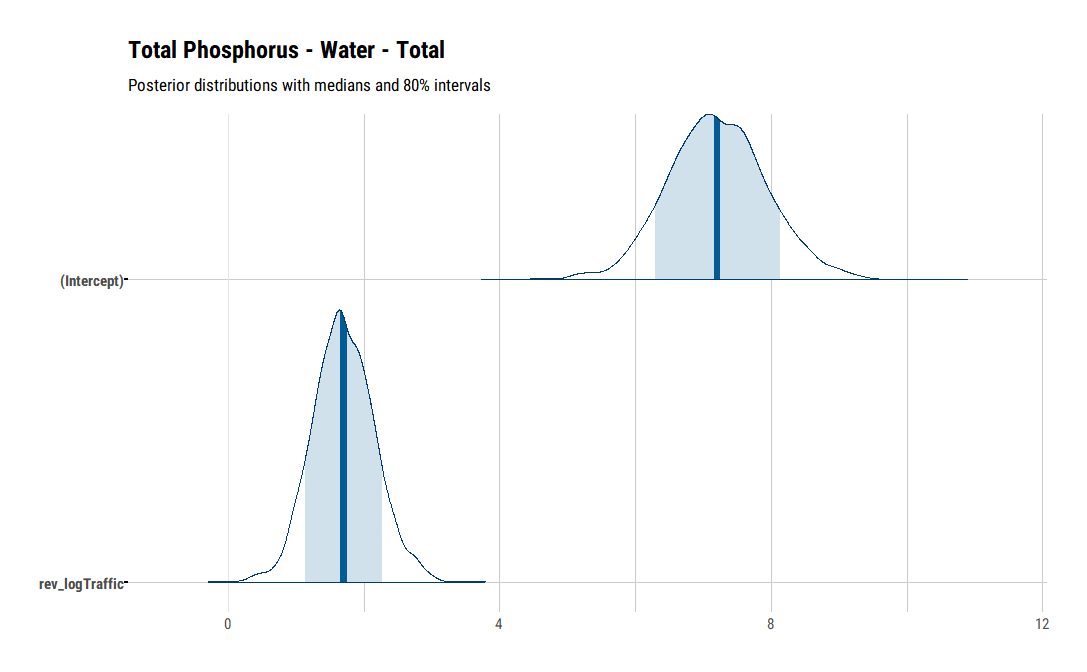 Total Phosphorus - Water - Total
Posterior distributions with medians and 80% intervals
(Intercept)
rev_logTraffic
0 4 8 12